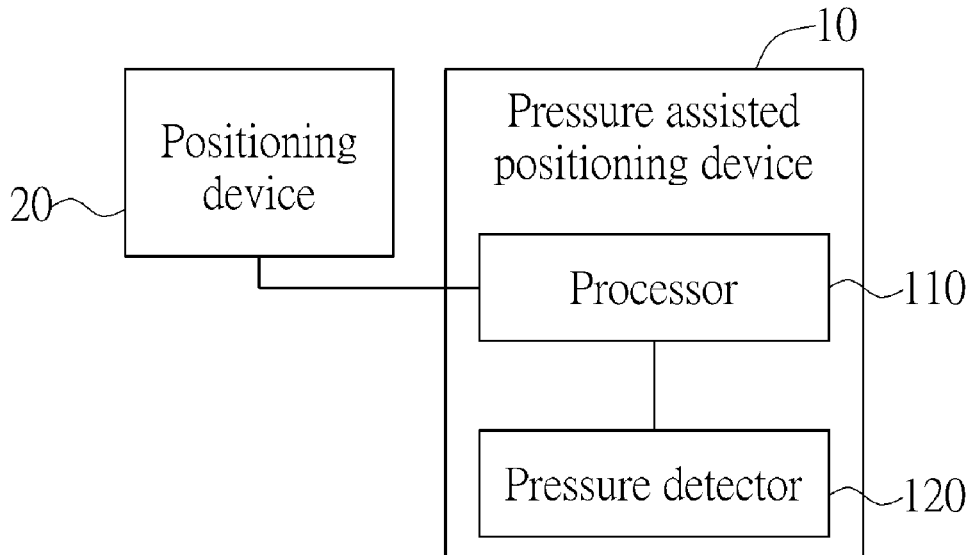 10
Positioning
device
20
Pressure assisted
positioning device
Processor
110
Pressure detector
120